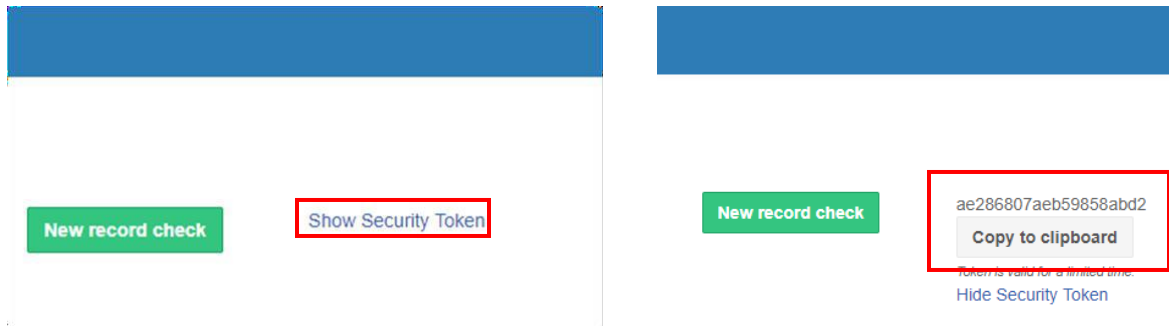 New record check
Show Security Token
New record check
ae286807aeb59858abd2
Copy to clipboard
Token is valid for a limited time.
Hide Security Token